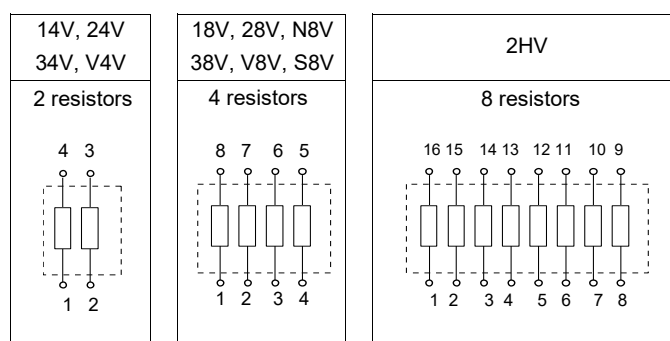 14V, 24V
34V, V4V
2 resistors
4 3
1 2
18V, 28V, N8V
38V, V8V, S8V
4 resistors
8 7 6 5
1 2 3 4
2HV
8 resistors
16 15 14 13 12 11 10 9
1 2 3 4 5 6 7 8